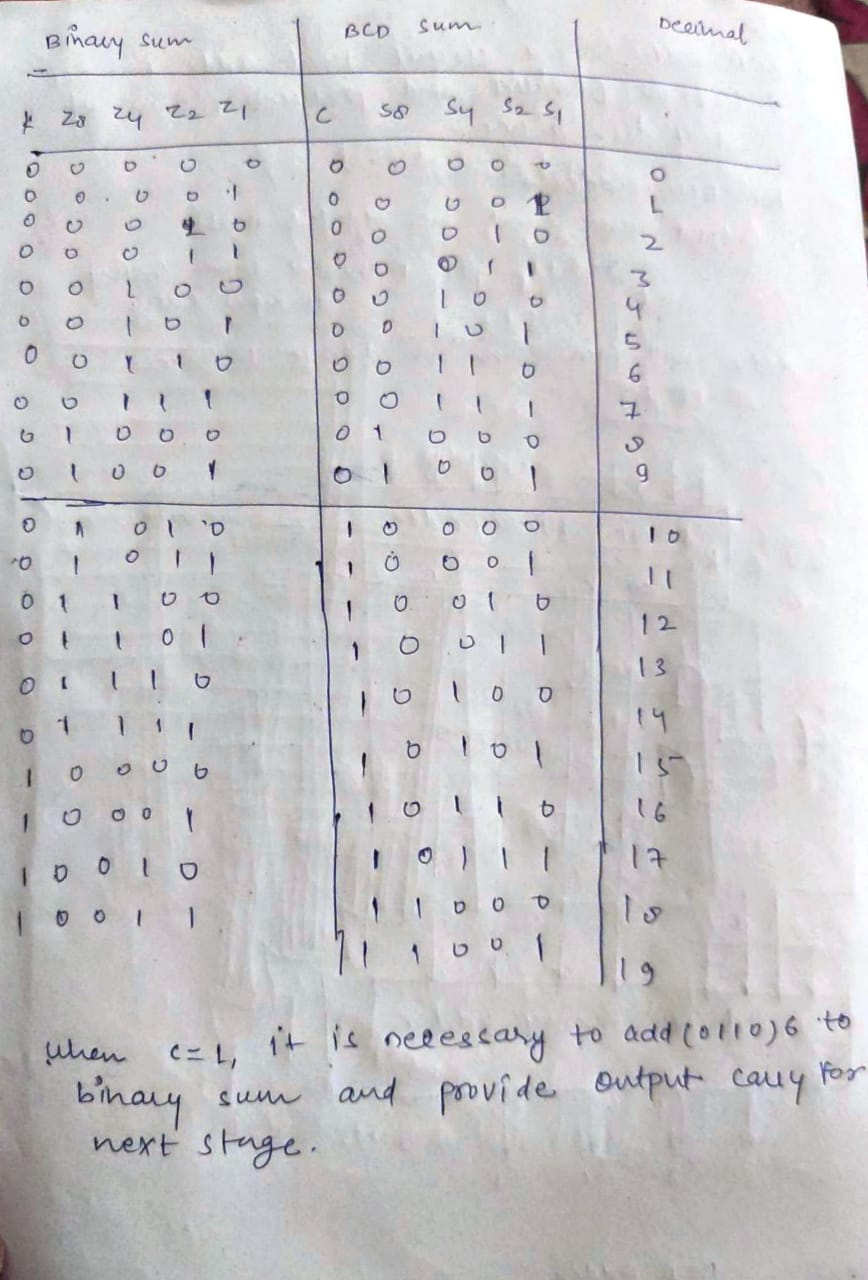 Binary sum BCD sum Decimal
K Z8 Z4 Z2 Z1 C S8 S4 S2 S1
0 0 0 0 0 0 0 0 0 0 0
0 0 0 0 1 0 0 0 0 1 1
0 0 0 1 0 0 0 0 1 0 2
0 0 0 1 1 0 0 0 1 1 3
0 0 1 0 0 0 0 1 0 0 4
0 0 1 0 1 0 0 1 0 1 5
0 0 1 1 0 0 0 1 1 0 6
0 0 1 1 1 0 0 1 1 1 7
0 1 0 0 0 0 1 0 0 0 8
0 1 0 0 1 0 1 0 0 1 9
0 1 0 1 0 1 0 0 0 0 10
0 1 0 1 1 1 0 0 0 1 11
0 1 1 0 0 1 0 0 1 0 12
0 1 1 0 1 1 0 0 1 1 13
0 1 1 1 0 1 0 1 0 0 14
0 1 1 1 1 1 0 1 0 1 15
1 0 0 0 0 1 0 1 1 0 16
1 0 0 0 1 1 0 1 1 1 17
1 0 0 1 0 1 1 0 0 0 18
1 0 0 1 1 1 1 0 0 1 19
When C=1, it is necessary to add (0110)6 to
binary sum and provide output carry for
next stage.